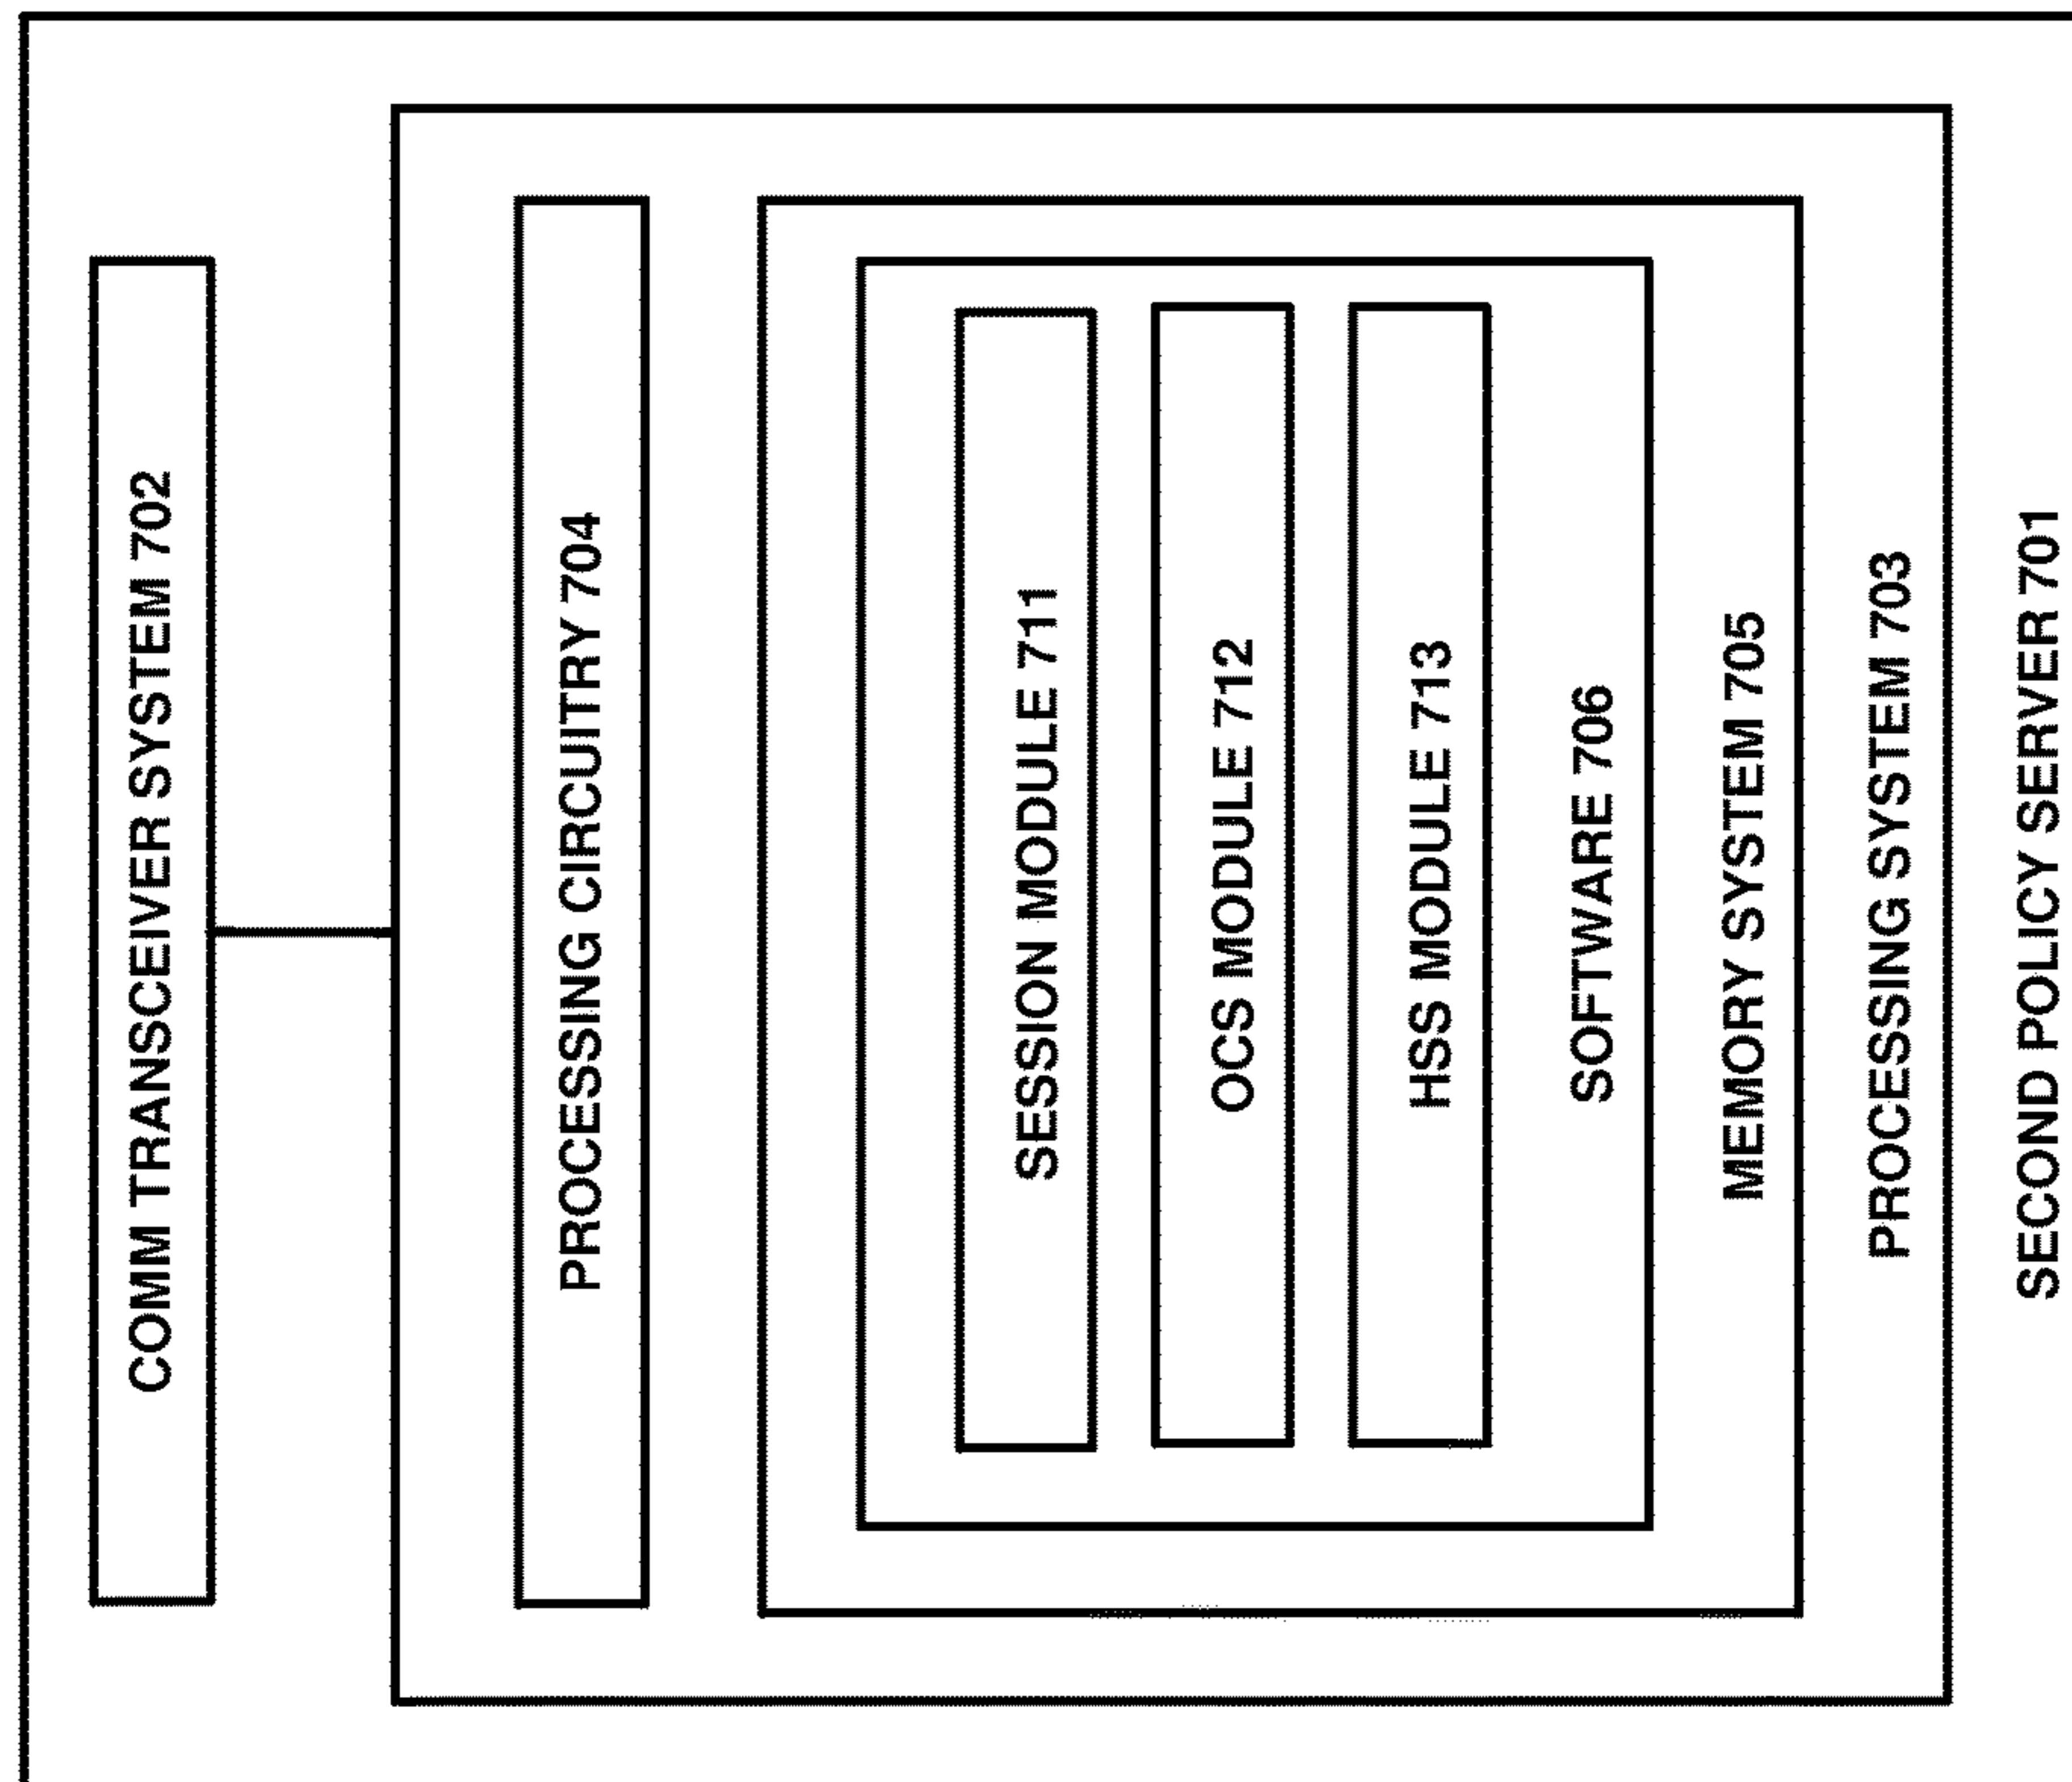 COMM TRANSCEIVER SYSTEM 702
PROCESSING CIRCUITRY 704
SESSION MODULE 711
OCS MODULE 712
HSS MODULE 713
SOFTWARE 706
MEMORY SYSTEM 705
PROCESSING SYSTEM 703
SECOND POLICY SERVER 701